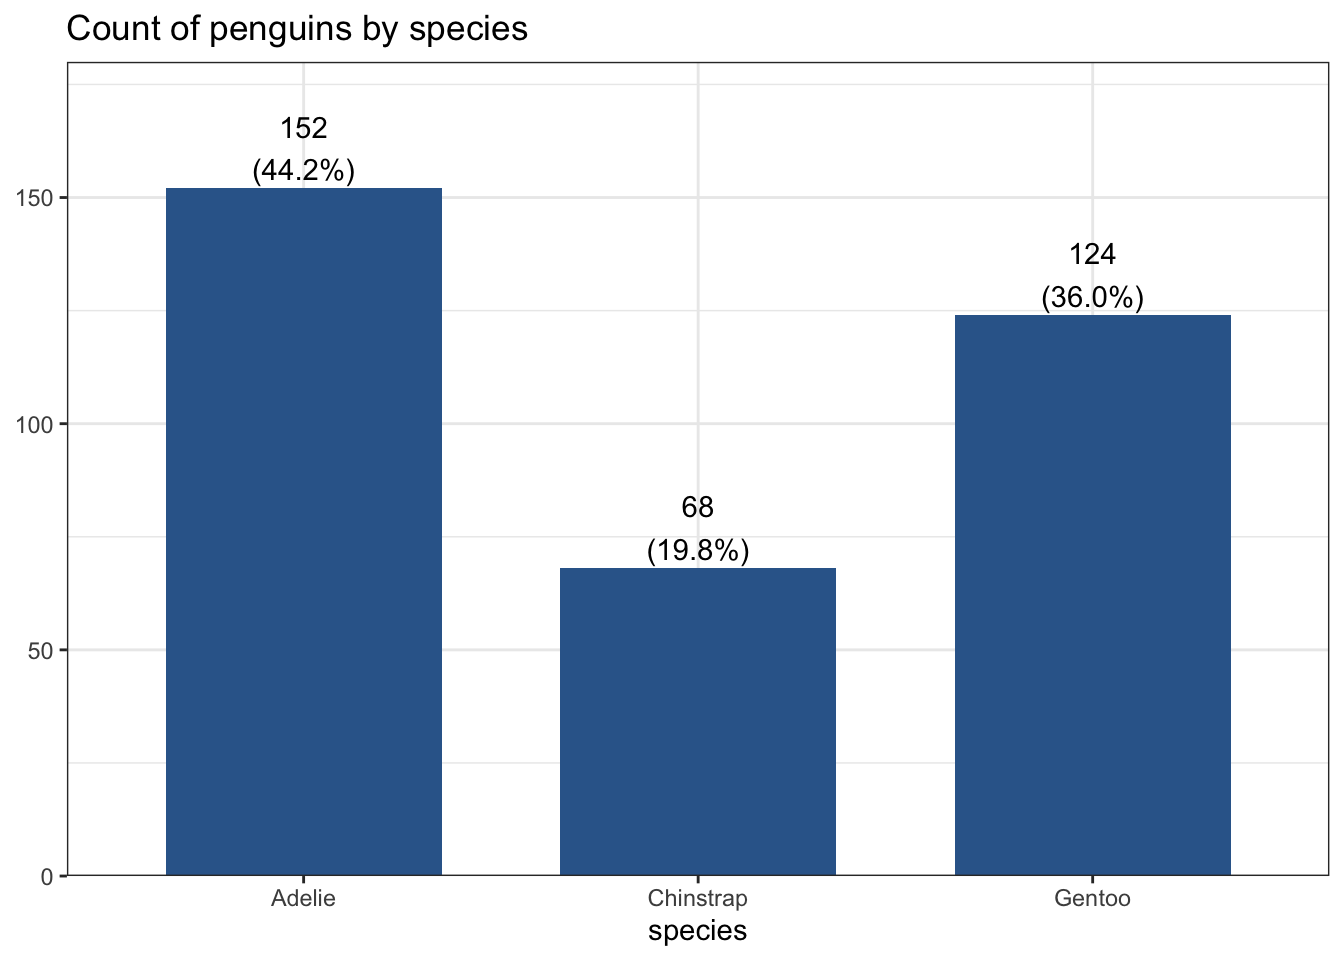 Count of penguins by species
152
(44.2%)
124
(36.0%)
68
(19.8%)
150
100
50
0
Adelie
Chinstrap
Gentoo
species